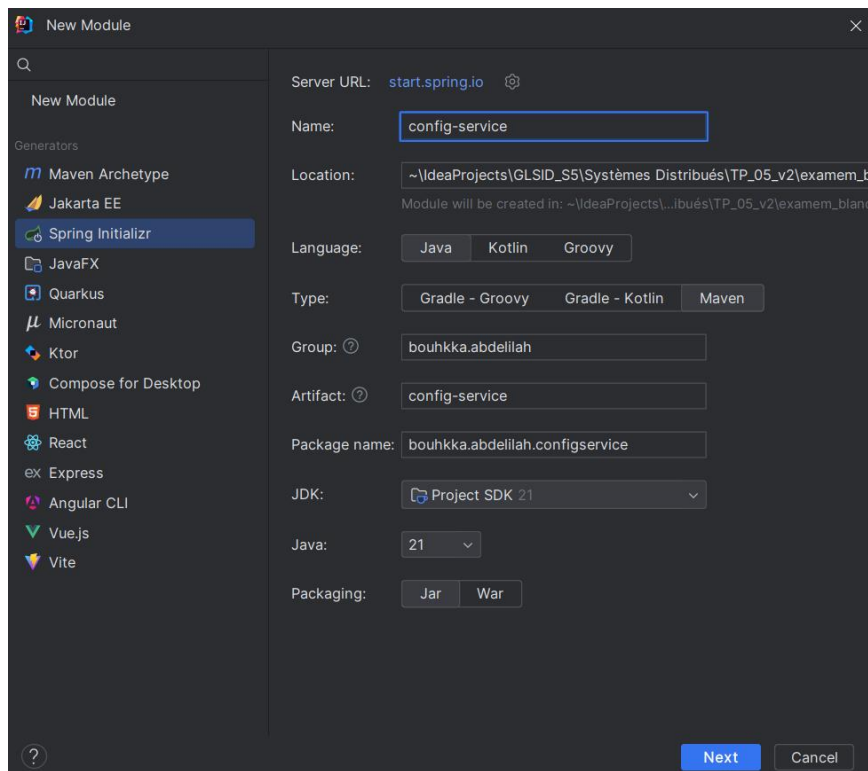 New Module
New Module
Generators
Maven Archetype
Jakarta EE
Spring Initializr
JavaFX
Quarkus
Micronaut
Ktor
Compose for Desktop
HTML
React
ex Express
Angular CLI
Vue.js
Vite
Server URL: start.spring.io
Name: config-service
Location: ~\IdeaProjects\GLSID_S5\Systèmes Distribués\TP_05_v2\examem_b
Module will be created in: ~\IdeaProjects\...ibués\TP_05_v2\examem_blanc
Language: Java Kotlin Groovy
Type: Gradle - Groovy Gradle - Kotlin Maven
Group: ? bouhkka.abdelilah
Artifact: ? config-service
Package name: bouhkka.abdelilah.configservice
JDK: Project SDK 21
Java: 21
Packaging: Jar War
? Next Cancel